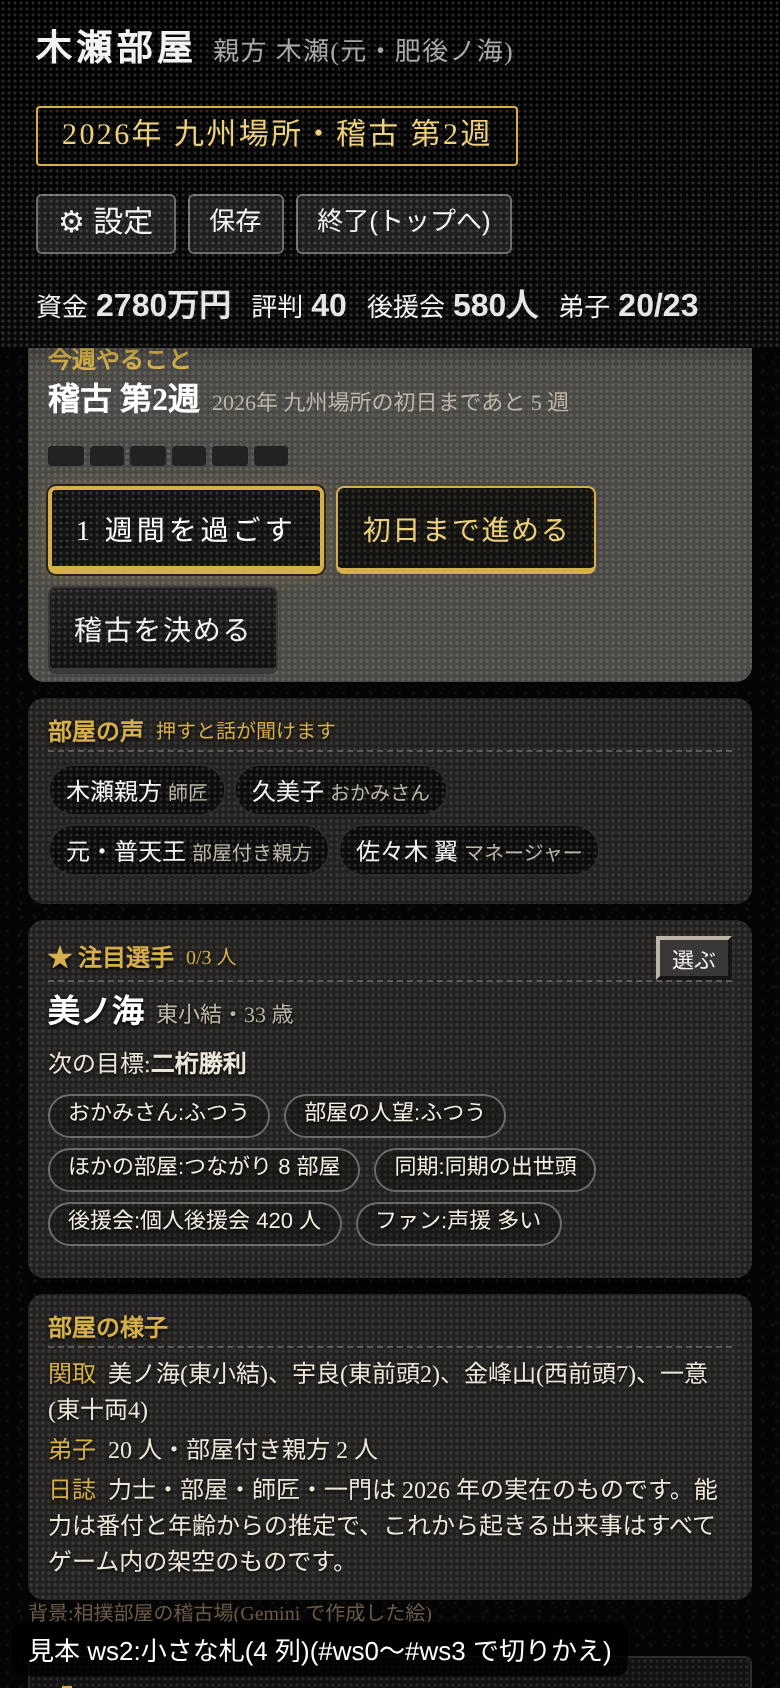 木瀬部屋 親方 木瀬(元・肥後ノ海)
2026年 九州場所・稽古 第2週
⚙ 設定 保存 終了(トップへ)
資金 2780万円 評判 40 後援会 580人 弟子 20/23
今週やること
稽古 第2週 2026年 九州場所の初日まであと 5 週
1 週間を過ごす 初日まで進める
稽古を決める
部屋の声 押すと話が聞けます
木瀬親方 師匠 久美子 おかみさん
元・普天王 部屋付き親方 佐々木 翼 マネージャー
★ 注目選手 0/3 人 選ぶ
美ノ海 東小結・33 歳
次の目標:二桁勝利
おかみさん:ふつう 部屋の人望:ふつう
ほかの部屋:つながり 8 部屋 同期:同期の出世頭
後援会:個人後援会 420 人 ファン:声援 多い
部屋の様子
関取 美ノ海(東小結)、宇良(東前頭2)、金峰山(西前頭7)、一意
(東十両4)
弟子 20 人・部屋付き親方 2 人
日誌 力士・部屋・師匠・一門は 2026 年の実在のものです。能
力は番付と年齢からの推定で、これから起きる出来事はすべて
ゲーム内の架空のものです。
背景:相撲部屋の稽古場(Gemini で作成した絵)
見本 ws2:小さな札(4 列)(#ws0〜#ws3 で切りかえ)